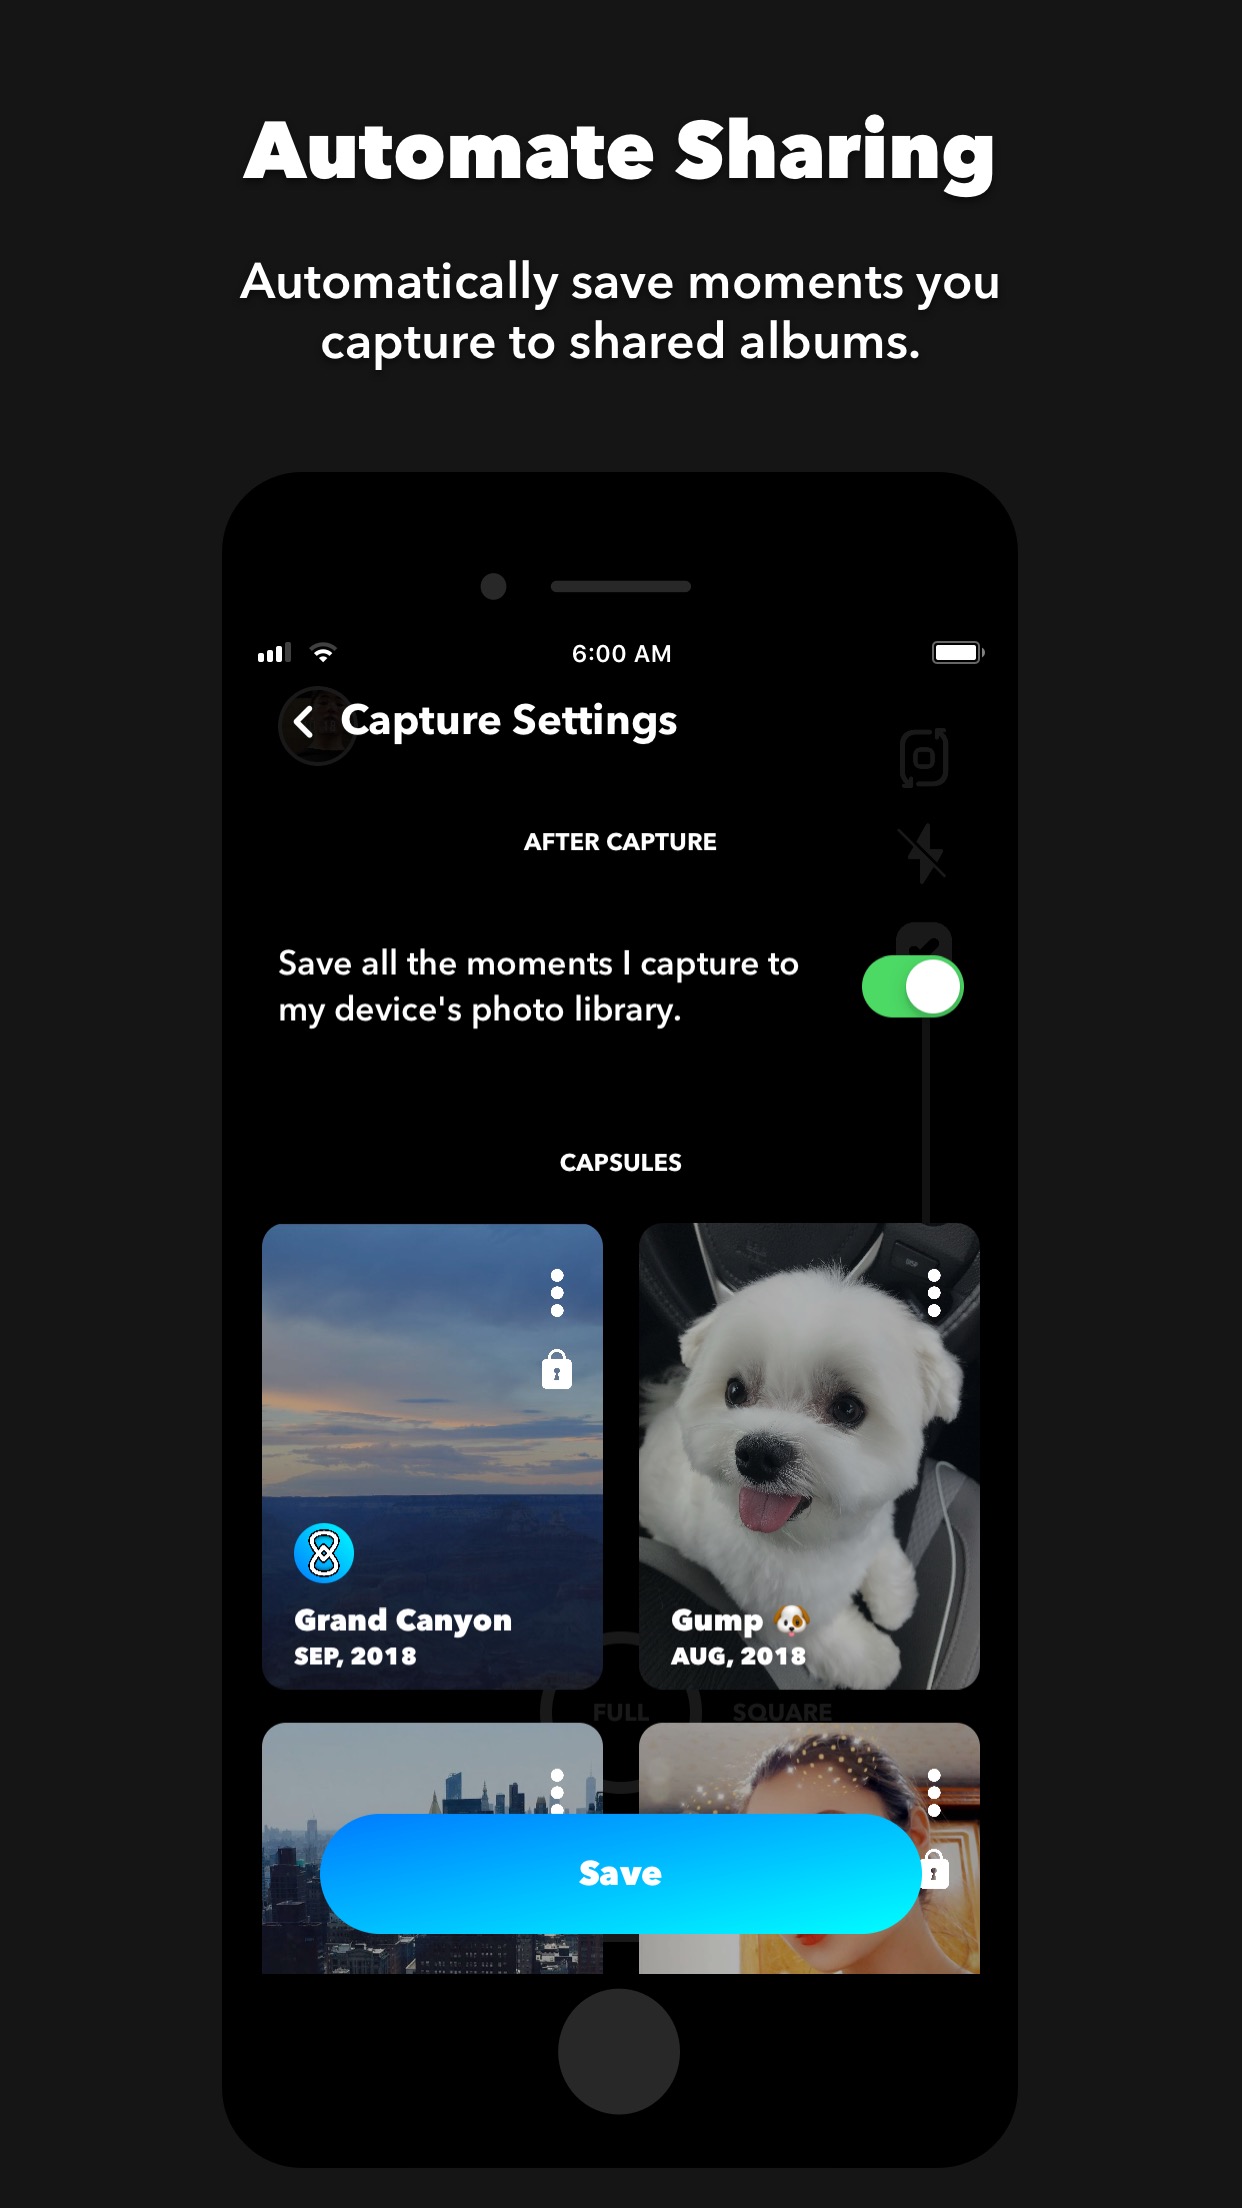 Automate Sharing
Automatically save moments you
capture to shared albums.
6:00 AM
Capture Settings
AFTER CAPTURE
Save all the moments I capture to
my device's photo library.
CAPSULES
Grand Canyon
SEP, 2018
Gump 🐶
AUG, 2018
FULL
SQUARE
Save